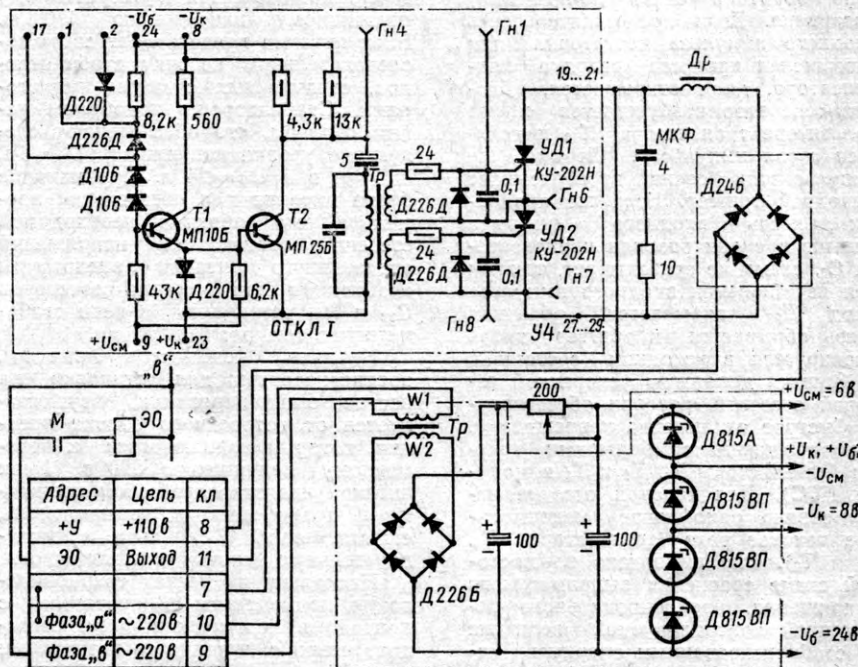 17 1 2
-Uб 24
-Uк 8
Гн4
Гн1
19...21
Др
Д220
8,2к
560
4,3к
13к
МКФ
4
Д226Д
Д106
Д106
5
Тр
24
УД1
КУ-202Н
0,1
Д246
Т1
МП10Б
Т2
МП25Б
Д226Д
Гн6
УД2
КУ-202Н
24
Д226Д
0,1
Гн7
10
4,3к
Д220
6,2к
ОТКЛ I
Гн8
У4
27...29
+Uсм 9
+Uк 23
„в“
М
ЭО
W1
Тр
W2
200
+Uсм=6в
Д815А
+Uк; +Uб
-Uсм
Д815ВП
-Uк=8в
Д815ВП
Д815ВП
-Uб=24в
+ 100 -
+ 100 -
Д226Б
Адрес Цепь кл
+У +110в 8
ЭО Выход 11
7
фаза„а“ ~220в 10
фаза„в“ ~220в 9